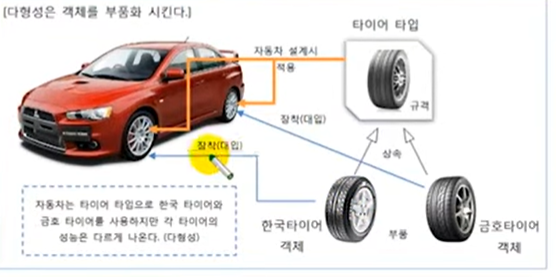 [다형성은 객체를 부품화 시킨다.]
타이어 타입
자동차 설계시
적용
규격
장착(대입)
장착(대입)
상속
자동차는 타이어 타입으로 한국 타이어와
금호 타이어를 사용하지만 각 타이어의
성능은 다르게 나온다. (다형성)
한국타이어
객체
부품
금호타이어
객체